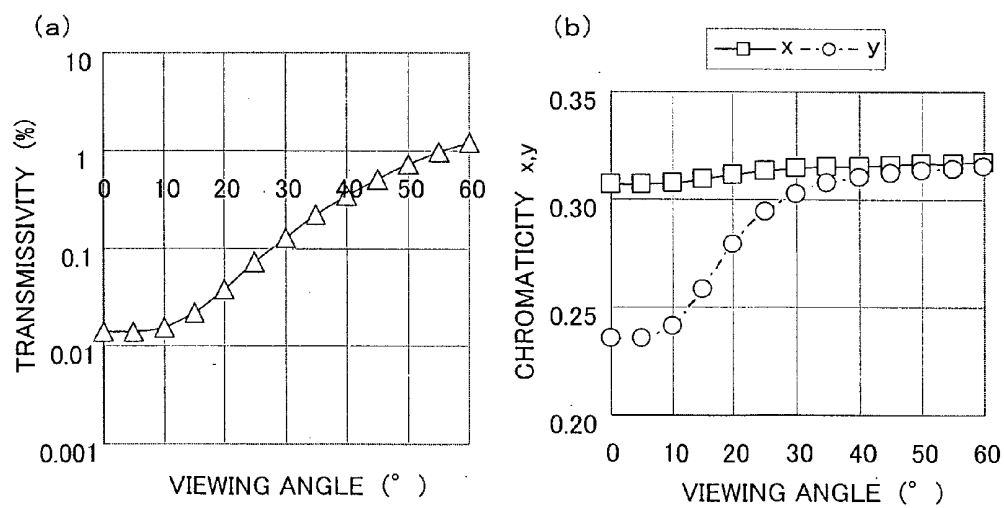 (a)
10
1
0.1
0.01
0.001
0 10 20 30 40 50 60
TRANSMISSIVITY (%)
VIEWING ANGLE (°)
(b)
x y
0.35
0.30
0.25
0.20
0 10 20 30 40 50 60
CHROMATICITY x,y
VIEWING ANGLE (°)